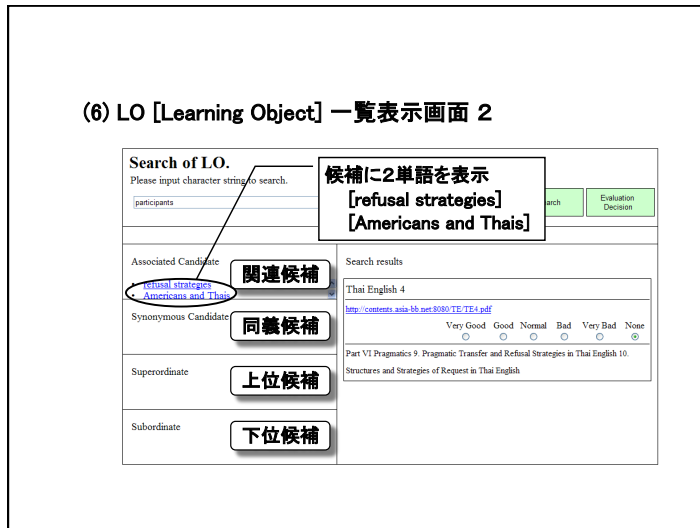 (6) LO [Learning Object] 一覧表示画面 2
Search of LO.
Please input character string to search.
participants
候補に2単語を表示
[refusal strategies]
[Americans and Thais]
Evaluation
Decision
Associated Candidate
関連候補
refusal strategies
Americans and Thais
Synonymous Candidate
同義候補
Superordinate
上位候補
Subordinate
下位候補
Search results
Thai English 4
http://contents.asia-bb.net:8080/TE/TE4.pdf
Very Good Good Normal Bad Very Bad None
Part VI Pragmatics 9. Pragmatic Transfer and Refusal Strategies in Thai English 10.
Structures and Strategies of Request in Thai English